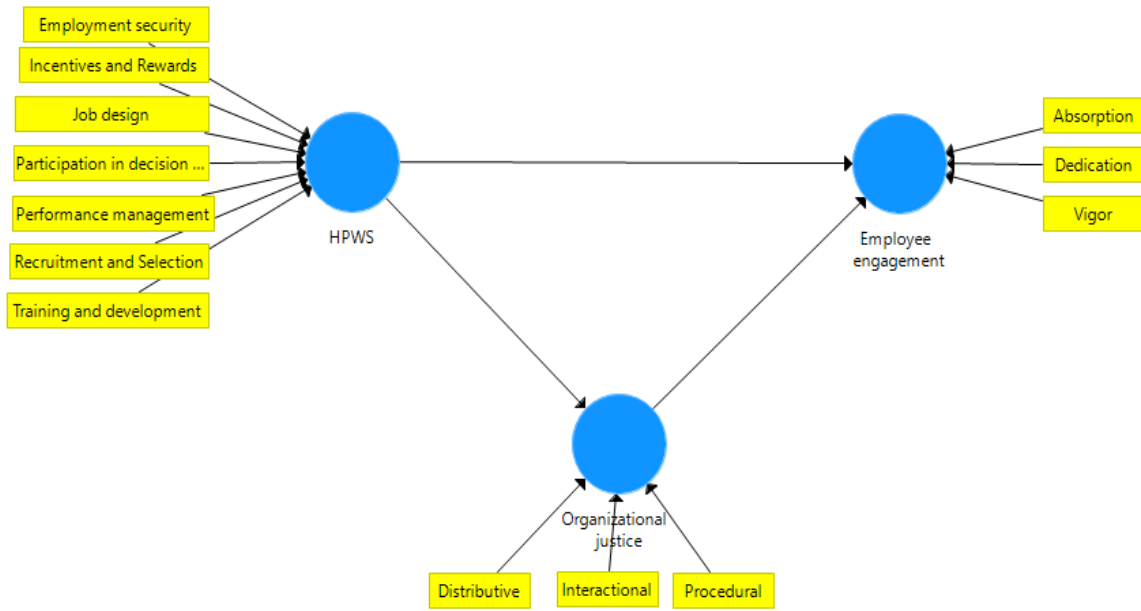 Employment security
Incentives and Rewards
Job design
Participation in decision ...
Performance management
Recruitment and Selection
Training and development
HPWS
Absorption
Dedication
Vigor
Employee
engagement
Organizational
justice
Distributive
Interactional
Procedural